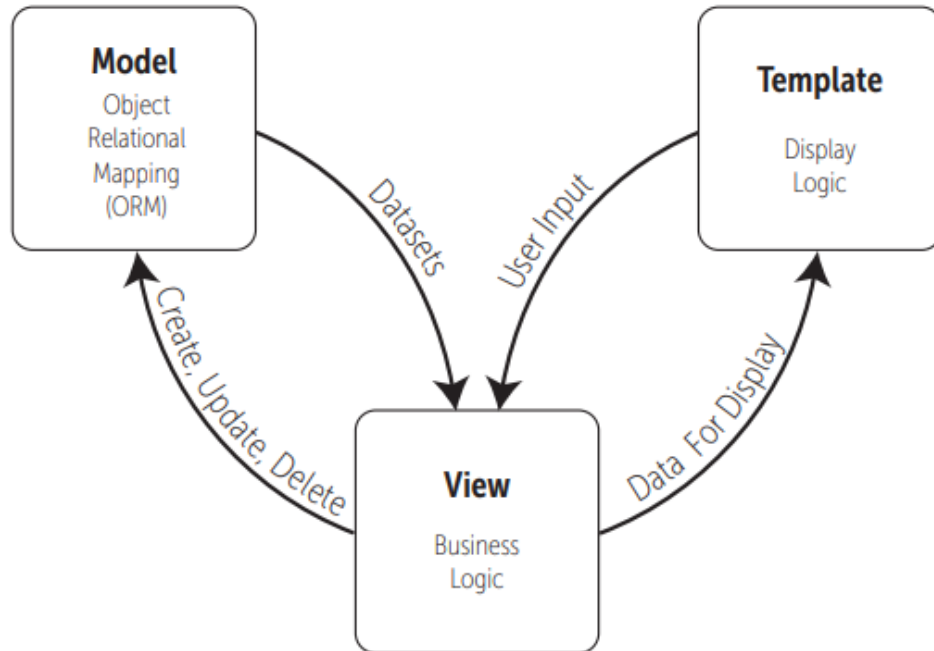 Model
Object
Relational
Mapping
(ORM)
Template
Display
Logic
Datasets
User Input
Create, Update, Delete
Data For Display
View
Business
Logic